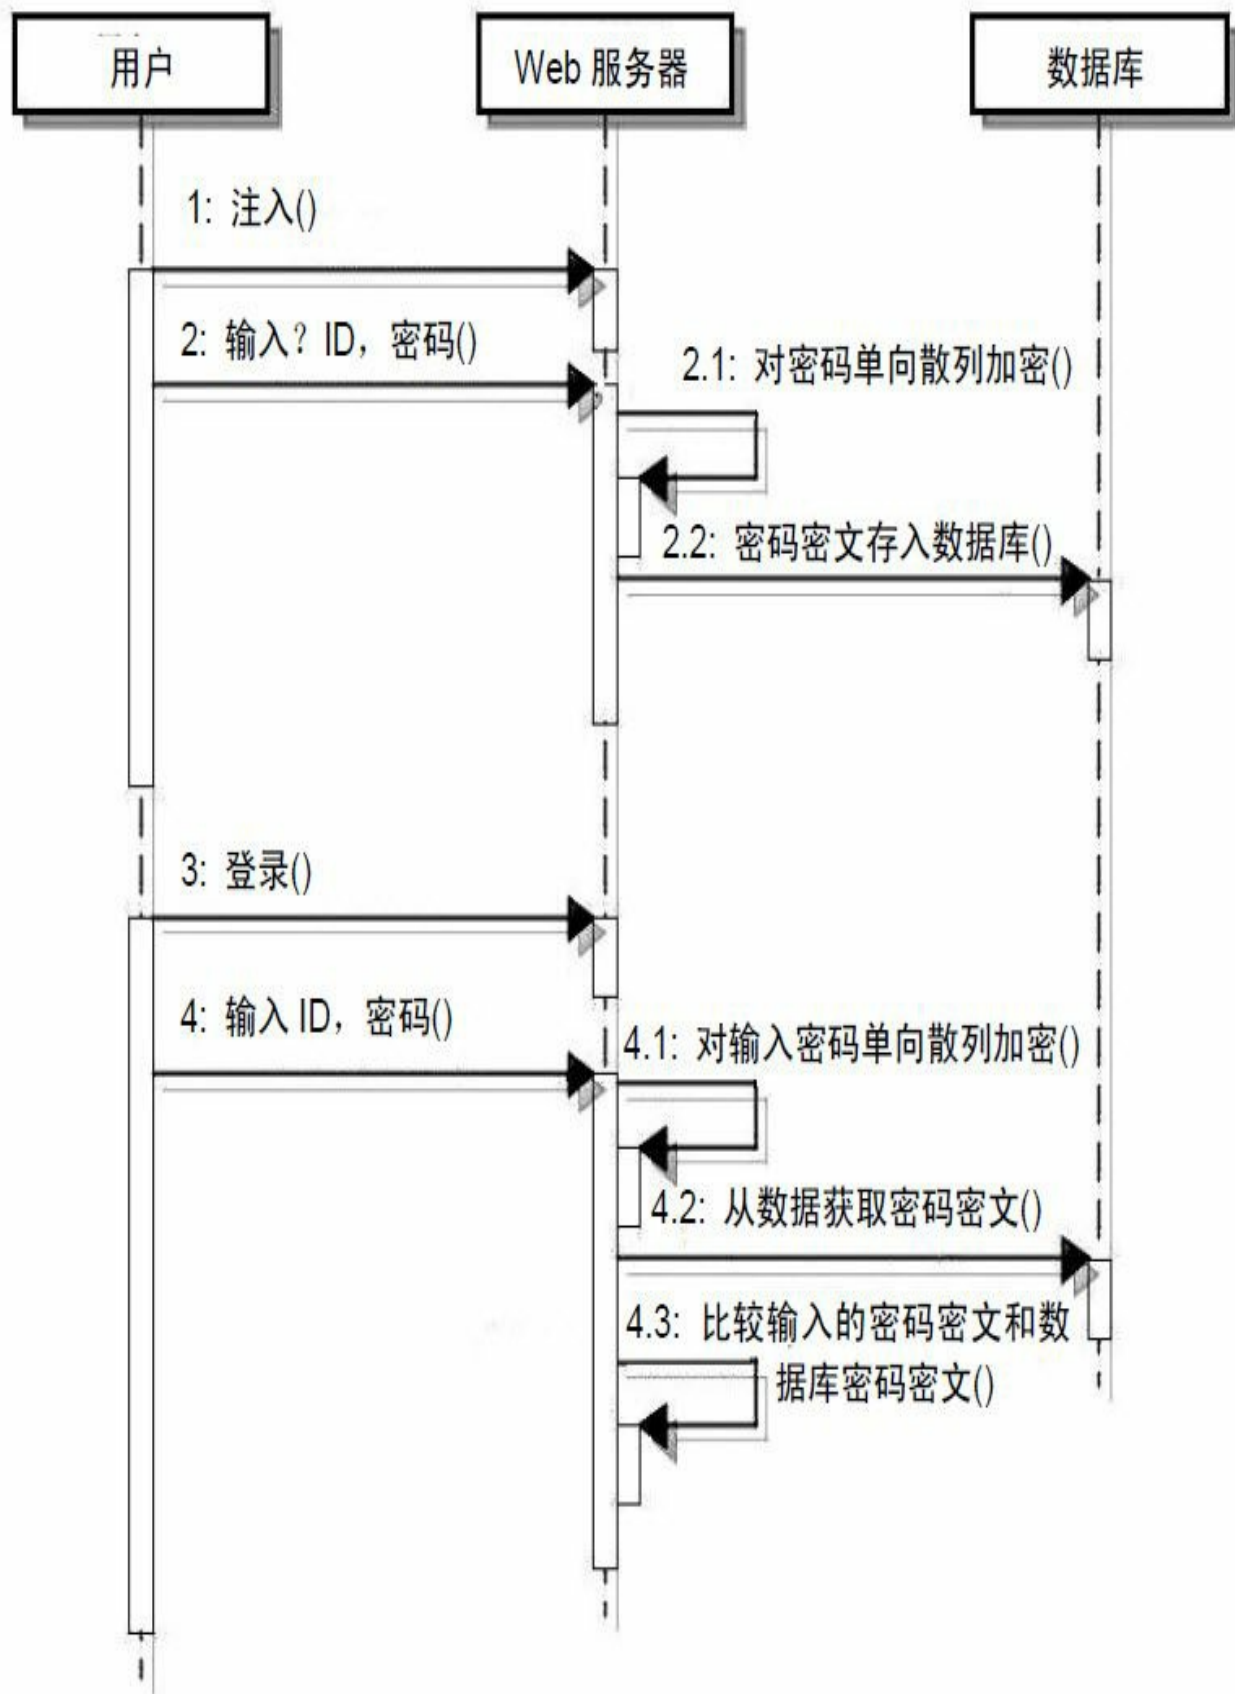 用户
Web 服务器
数据库
1: 注入()
2: 输入？ID，密码()
2.1: 对密码单向散列加密()
2.2: 密码密文存入数据库()
3: 登录()
4: 输入 ID，密码()
4.1: 对输入密码单向散列加密()
4.2: 从数据获取密码密文()
4.3: 比较输入的密码密文和数
据库密码密文()